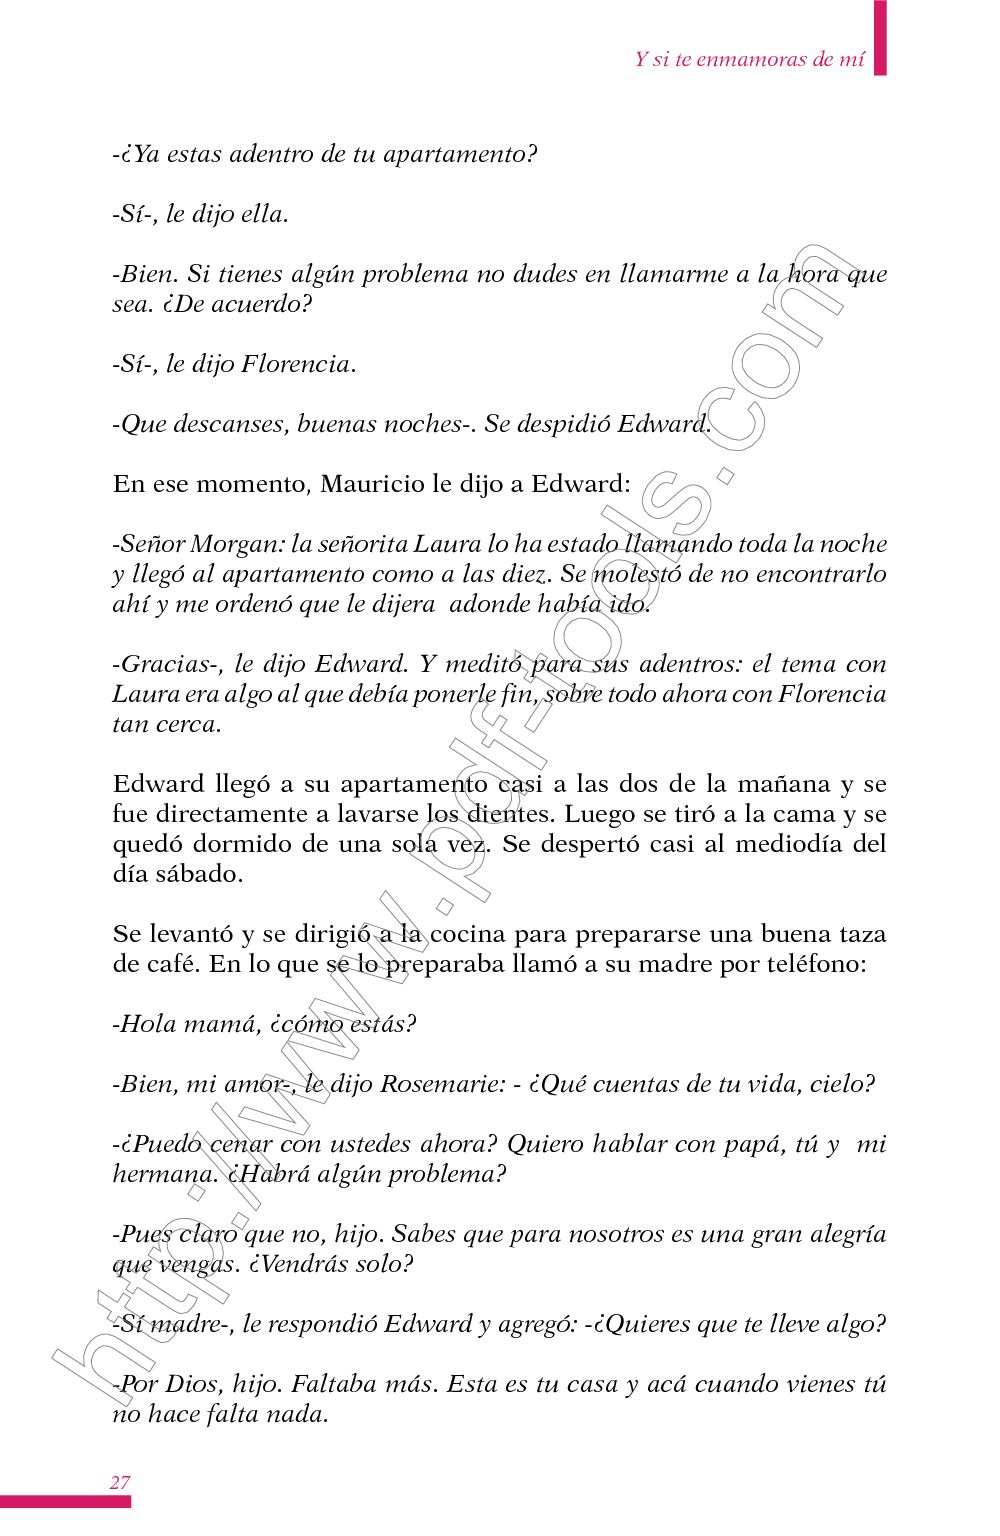 Y si te enmamoras de mí
-¿Ya estas adentro de tu apartamento?
-Sí-, le dijo ella.
-Bien. Si tienes algún problema no dudes en llamarme a la hora que
sea. ¿De acuerdo?
-Sí-, le dijo Florencia.
-Que descanses, buenas noches-. Se despidió Edward.
En ese momento, Mauricio le dijo a Edward:
-Señor Morgan: la señorita Laura lo ha estado llamando toda la noche
y llegó al apartamento como a las diez. Se molestó de no encontrarlo
ahí y me ordenó que le dijera  adonde había ido.
-Gracias-, le dijo Edward. Y meditó para sus adentros: el tema con
Laura era algo al que debía ponerle fin, sobre todo ahora con Florencia
tan cerca.
Edward llegó a su apartamento casi a las dos de la mañana y se
fue directamente a lavarse los dientes. Luego se tiró a la cama y se
quedó dormido de una sola vez. Se despertó casi al mediodía del
día sábado.
Se levantó y se dirigió a la cocina para prepararse una buena taza
de café. En lo que se lo preparaba llamó a su madre por teléfono:
-Hola mamá, ¿cómo estás?
-Bien, mi amor-, le dijo Rosemarie: - ¿Qué cuentas de tu vida, cielo?
-¿Puedo cenar con ustedes ahora? Quiero hablar con papá, tú y  mi
hermana. ¿Habrá algún problema?
-Pues claro que no, hijo. Sabes que para nosotros es una gran alegría
que vengas. ¿Vendrás solo?
-Sí madre-, le respondió Edward y agregó: -¿Quieres que te lleve algo?
-Por Dios, hijo. Faltaba más. Esta es tu casa y acá cuando vienes tú
no hace falta nada.
27
http://www.pdf-tools.com